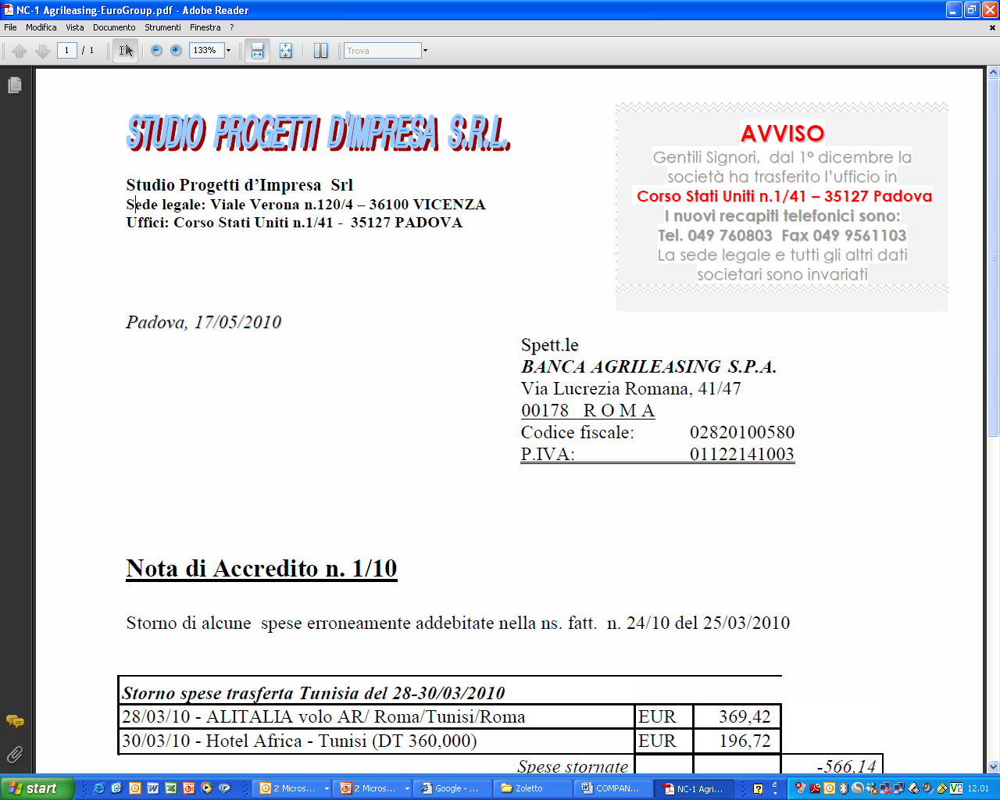 NC-1 Agrileasing-EuroGroup.pdf - Adobe Reader
File Modifica Vista Documento Strumenti Finestra ?
1 / 1 133% Trova
STUDIO PROGETTI D'IMPRESA S.R.L.
Studio Progetti d'Impresa Srl
Sede legale: Viale Verona n.120/4 – 36100 VICENZA
Uffici: Corso Stati Uniti n.1/41 - 35127 PADOVA
AVVISO
Gentili Signori, dal 1° dicembre la
società ha trasferito l'ufficio in
Corso Stati Uniti n.1/41 – 35127 Padova
I nuovi recapiti telefonici sono:
Tel. 049 760803 Fax 049 9561103
La sede legale e tutti gli altri dati
societari sono invariati
Padova, 17/05/2010
Spett.le
BANCA AGRILEASING S.P.A.
Via Lucrezia Romana, 41/47
00178 R O M A
Codice fiscale: 02820100580
P.IVA: 01122141003
Nota di Accredito n. 1/10
Storno di alcune spese erroneamente addebitate nella ns. fatt. n. 24/10 del 25/03/2010
Storno spese trasferta Tunisia del 28-30/03/2010
28/03/10 - ALITALIA volo AR/ Roma/Tunisi/Roma EUR 369,42
30/03/10 - Hotel Africa - Tunisi (DT 360,000) EUR 196,72
Spese stornate -566,14
start 2 Micros... 2 Micros... Google - ... Zoletto COMPAN... NC-1 Agri... 12.01